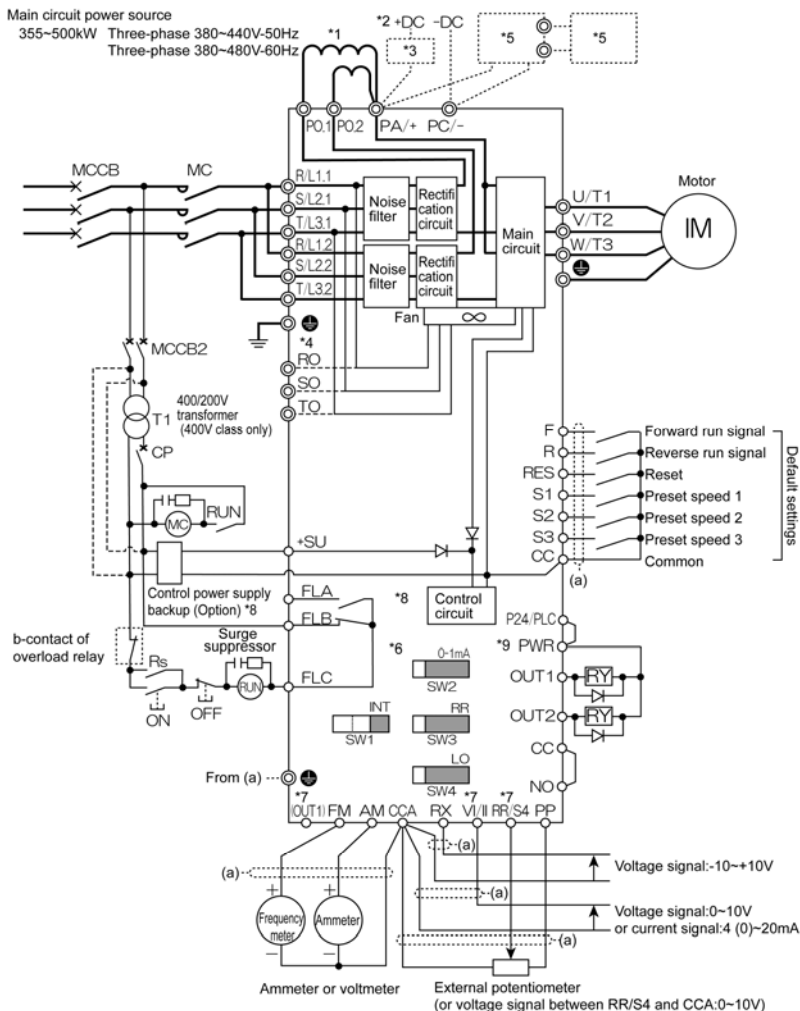 Main circuit power source
355~500kW Three-phase 380~440V-50Hz
Three-phase 380~480V-60Hz
*1
*2 +DC -DC
*3
*5
*5
PO.1 PO.2 PA/+ PC/-
MCCB
MC
R/L1.1
S/L2.1
T/L3.1
R/L1.2
S/L2.2
T/L3.2
Noise
filter
Rectifi
cation
circuit
Noise
filter
Rectifi
cation
circuit
Main
circuit
U/T1
V/T2
W/T3
Motor
IM
Fan
*4
RO
SO
TO
MCCB2
400/200V
transformer
(400V class only)
T1
CP
RUN
MC
+SU
Control power supply
backup (Option) *8
F
R
RES
S1
S2
S3
CC
Forward run signal
Reverse run signal
Reset
Preset speed 1
Preset speed 2
Preset speed 3
Common
Default settings
(a)
FLA
FLB
FLC
*8
Control
circuit
b-contact of
overload relay
Surge
suppressor
Rs
ON
OFF
RUN
P24/PLC
*9 PWR
OUT1
RY
OUT2
RY
CC
NO
*6
0-1mA
SW2
INT
SW1
RR
SW3
LO
SW4
From (a)
*7 *7 *7
(OUT1) FM AM CCA RX VI/II RR/S4 PP
(a)
(a)
(a)
(a)
+
+
Frequency
meter
Ammeter
−
−
Voltage signal:-10~+10V
Voltage signal:0~10V
or current signal:4 (0)~20mA
Ammeter or voltmeter
External potentiometer
(or voltage signal between RR/S4 and CCA:0~10V)